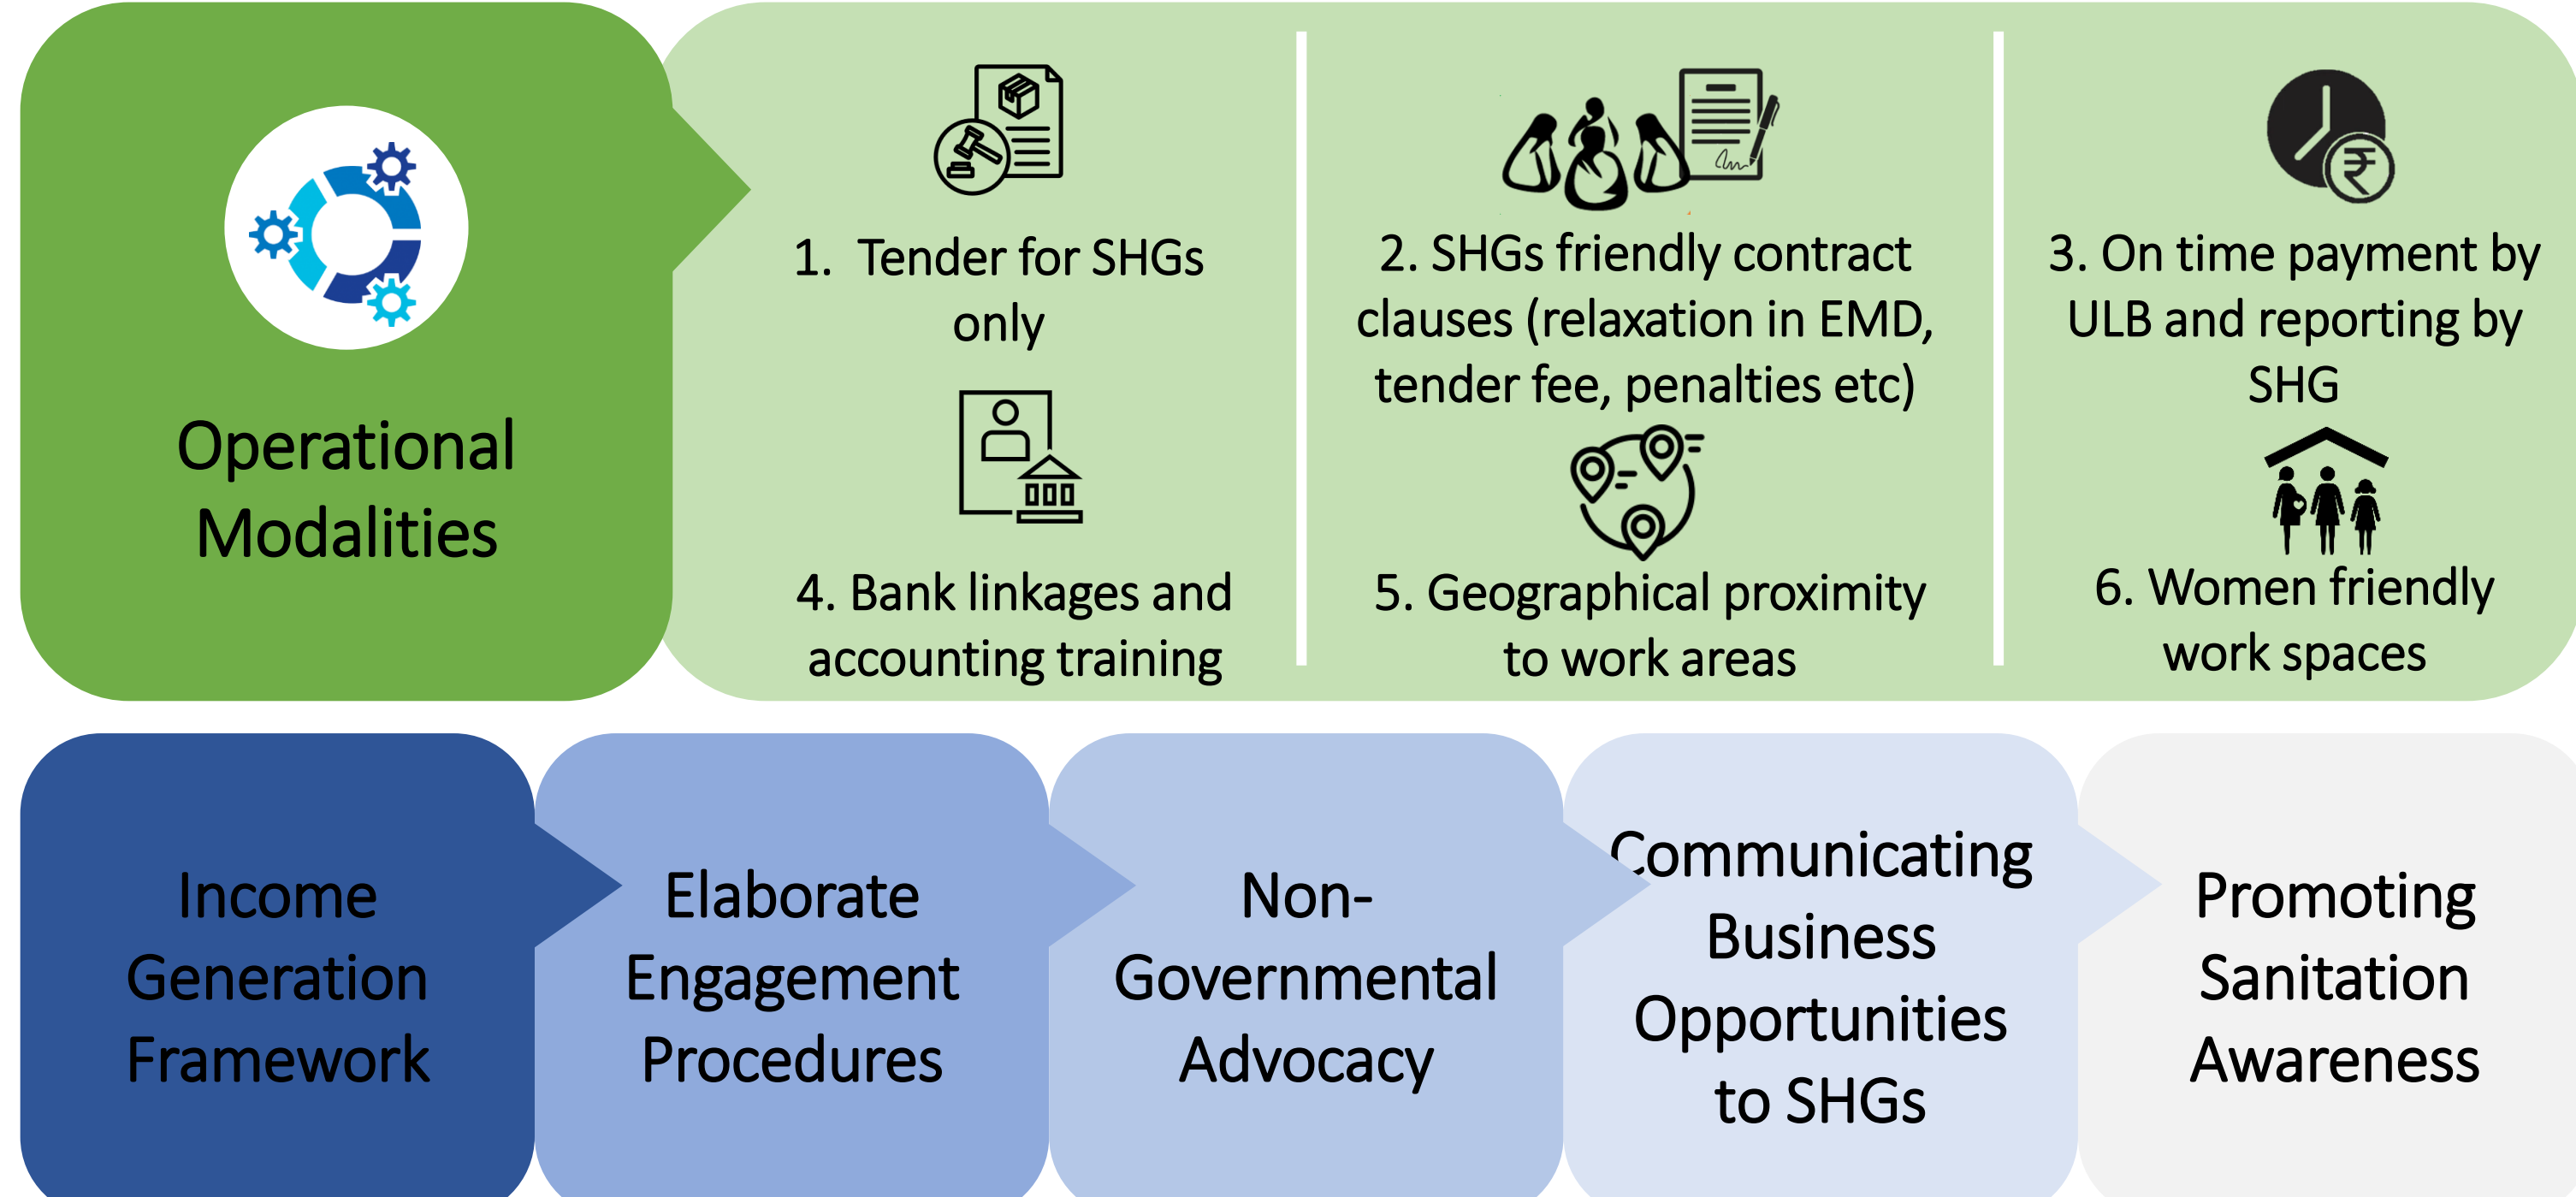 Operational
Modalities
1. Tender for SHGs
only
2. SHGs friendly contract
clauses (relaxation in EMD,
tender fee, penalties etc)
3. On time payment by
ULB and reporting by
SHG
4. Bank linkages and
accounting training
5. Geographical proximity
to work areas
6. Women friendly
work spaces
Income
Generation
Framework
Elaborate
Engagement
Procedures
Non-
Governmental
Advocacy
Communicating
Business
Opportunities
to SHGs
Promoting
Sanitation
Awareness